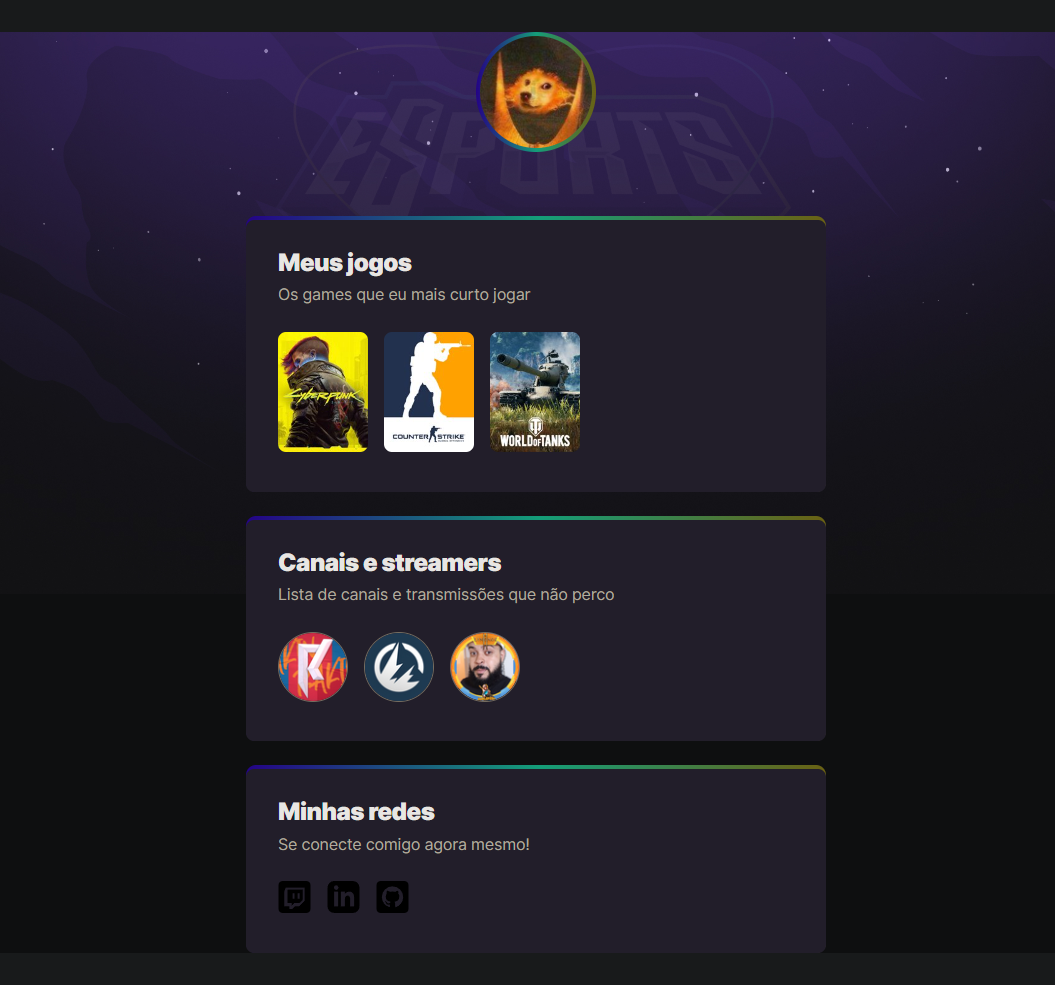 ESPORTS
Meus jogos
Os games que eu mais curto jogar
Cyberpunk
COUNTER STRIKE
WORLD OF TANKS
Canais e streamers
Lista de canais e transmissões que não perco
Minhas redes
Se conecte comigo agora mesmo!
in